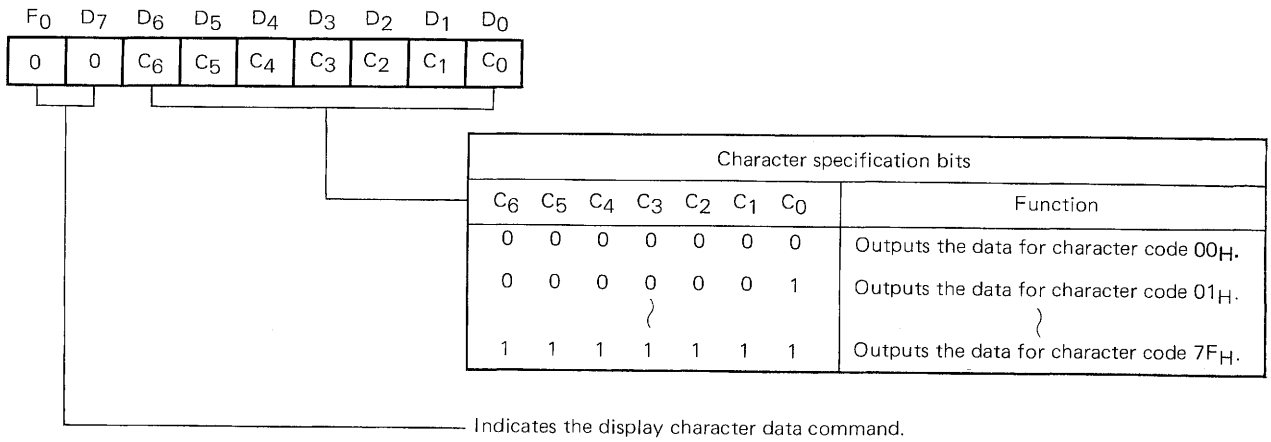 F0 D7 D6 D5 D4 D3 D2 D1 D0
0 0 C6 C5 C4 C3 C2 C1 C0
Character specification bits
C6 C5 C4 C3 C2 C1 C0 Function
0 0 0 0 0 0 0 Outputs the data for character code 00H.
0 0 0 0 0 0 1 Outputs the data for character code 01H.
1 1 1 1 1 1 1 Outputs the data for character code 7FH.
Indicates the display character data command.